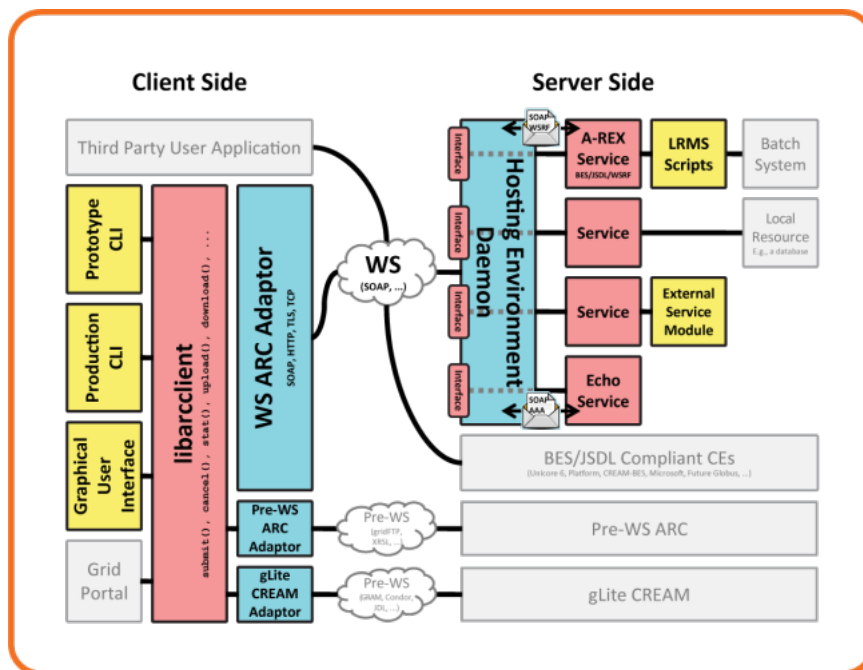 Client Side
Server Side
Third Party User Application
Prototype
CLI
Production
CLI
Graphical
User
Interface
Grid
Portal
libarcclient
submit(), cancel(), stat(), upload(), download(), ...
WS ARC Adaptor
SOAP, HTTP, TLS, TCP
Pre-WS
ARC
Adaptor
gLite
CREAM
Adaptor
WS
(SOAP, ...)
Pre-WS
(gridFTP,
XRSL, ...)
Pre-WS
(GRAM, Condor,
JDL, ...)
Interface
Interface
Interface
Interface
Hosting Environment
Daemon
SOAP
WSRF
SOAP
AAA
A-REX
Service
BES/JSDL/WSRF
LRMS
Scripts
Batch
System
Service
Local
Resource
E.g., a database
Service
External
Service
Module
Echo
Service
BES/JSDL Compliant CEs
(Unicore 6, Platform, CREAM-BES, Microsoft, Future Globus, ...)
Pre-WS ARC
gLite CREAM